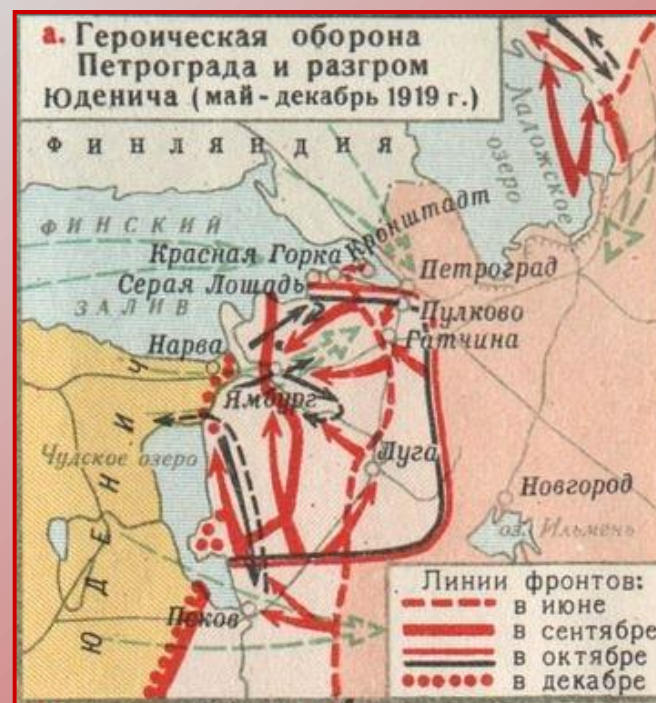 а. Героическая оборона
Петрограда и разгром
Юденича (май-декабрь 1919 г.)
ФИНЛЯНДИЯ
Ладожское
озеро
ФИНСКИЙ
ЗАЛИВ
Кронштадт
Красная Горка
Серая Лошадь
Петроград
Пулково
Гатчина
Нарва
Ямбург
Чудское озеро
Луга
Новгород
оз. Ильмень
Псков
ЮДЕНИЧ
Линии фронтов:
в июне
в сентябре
в октябре
в декабре